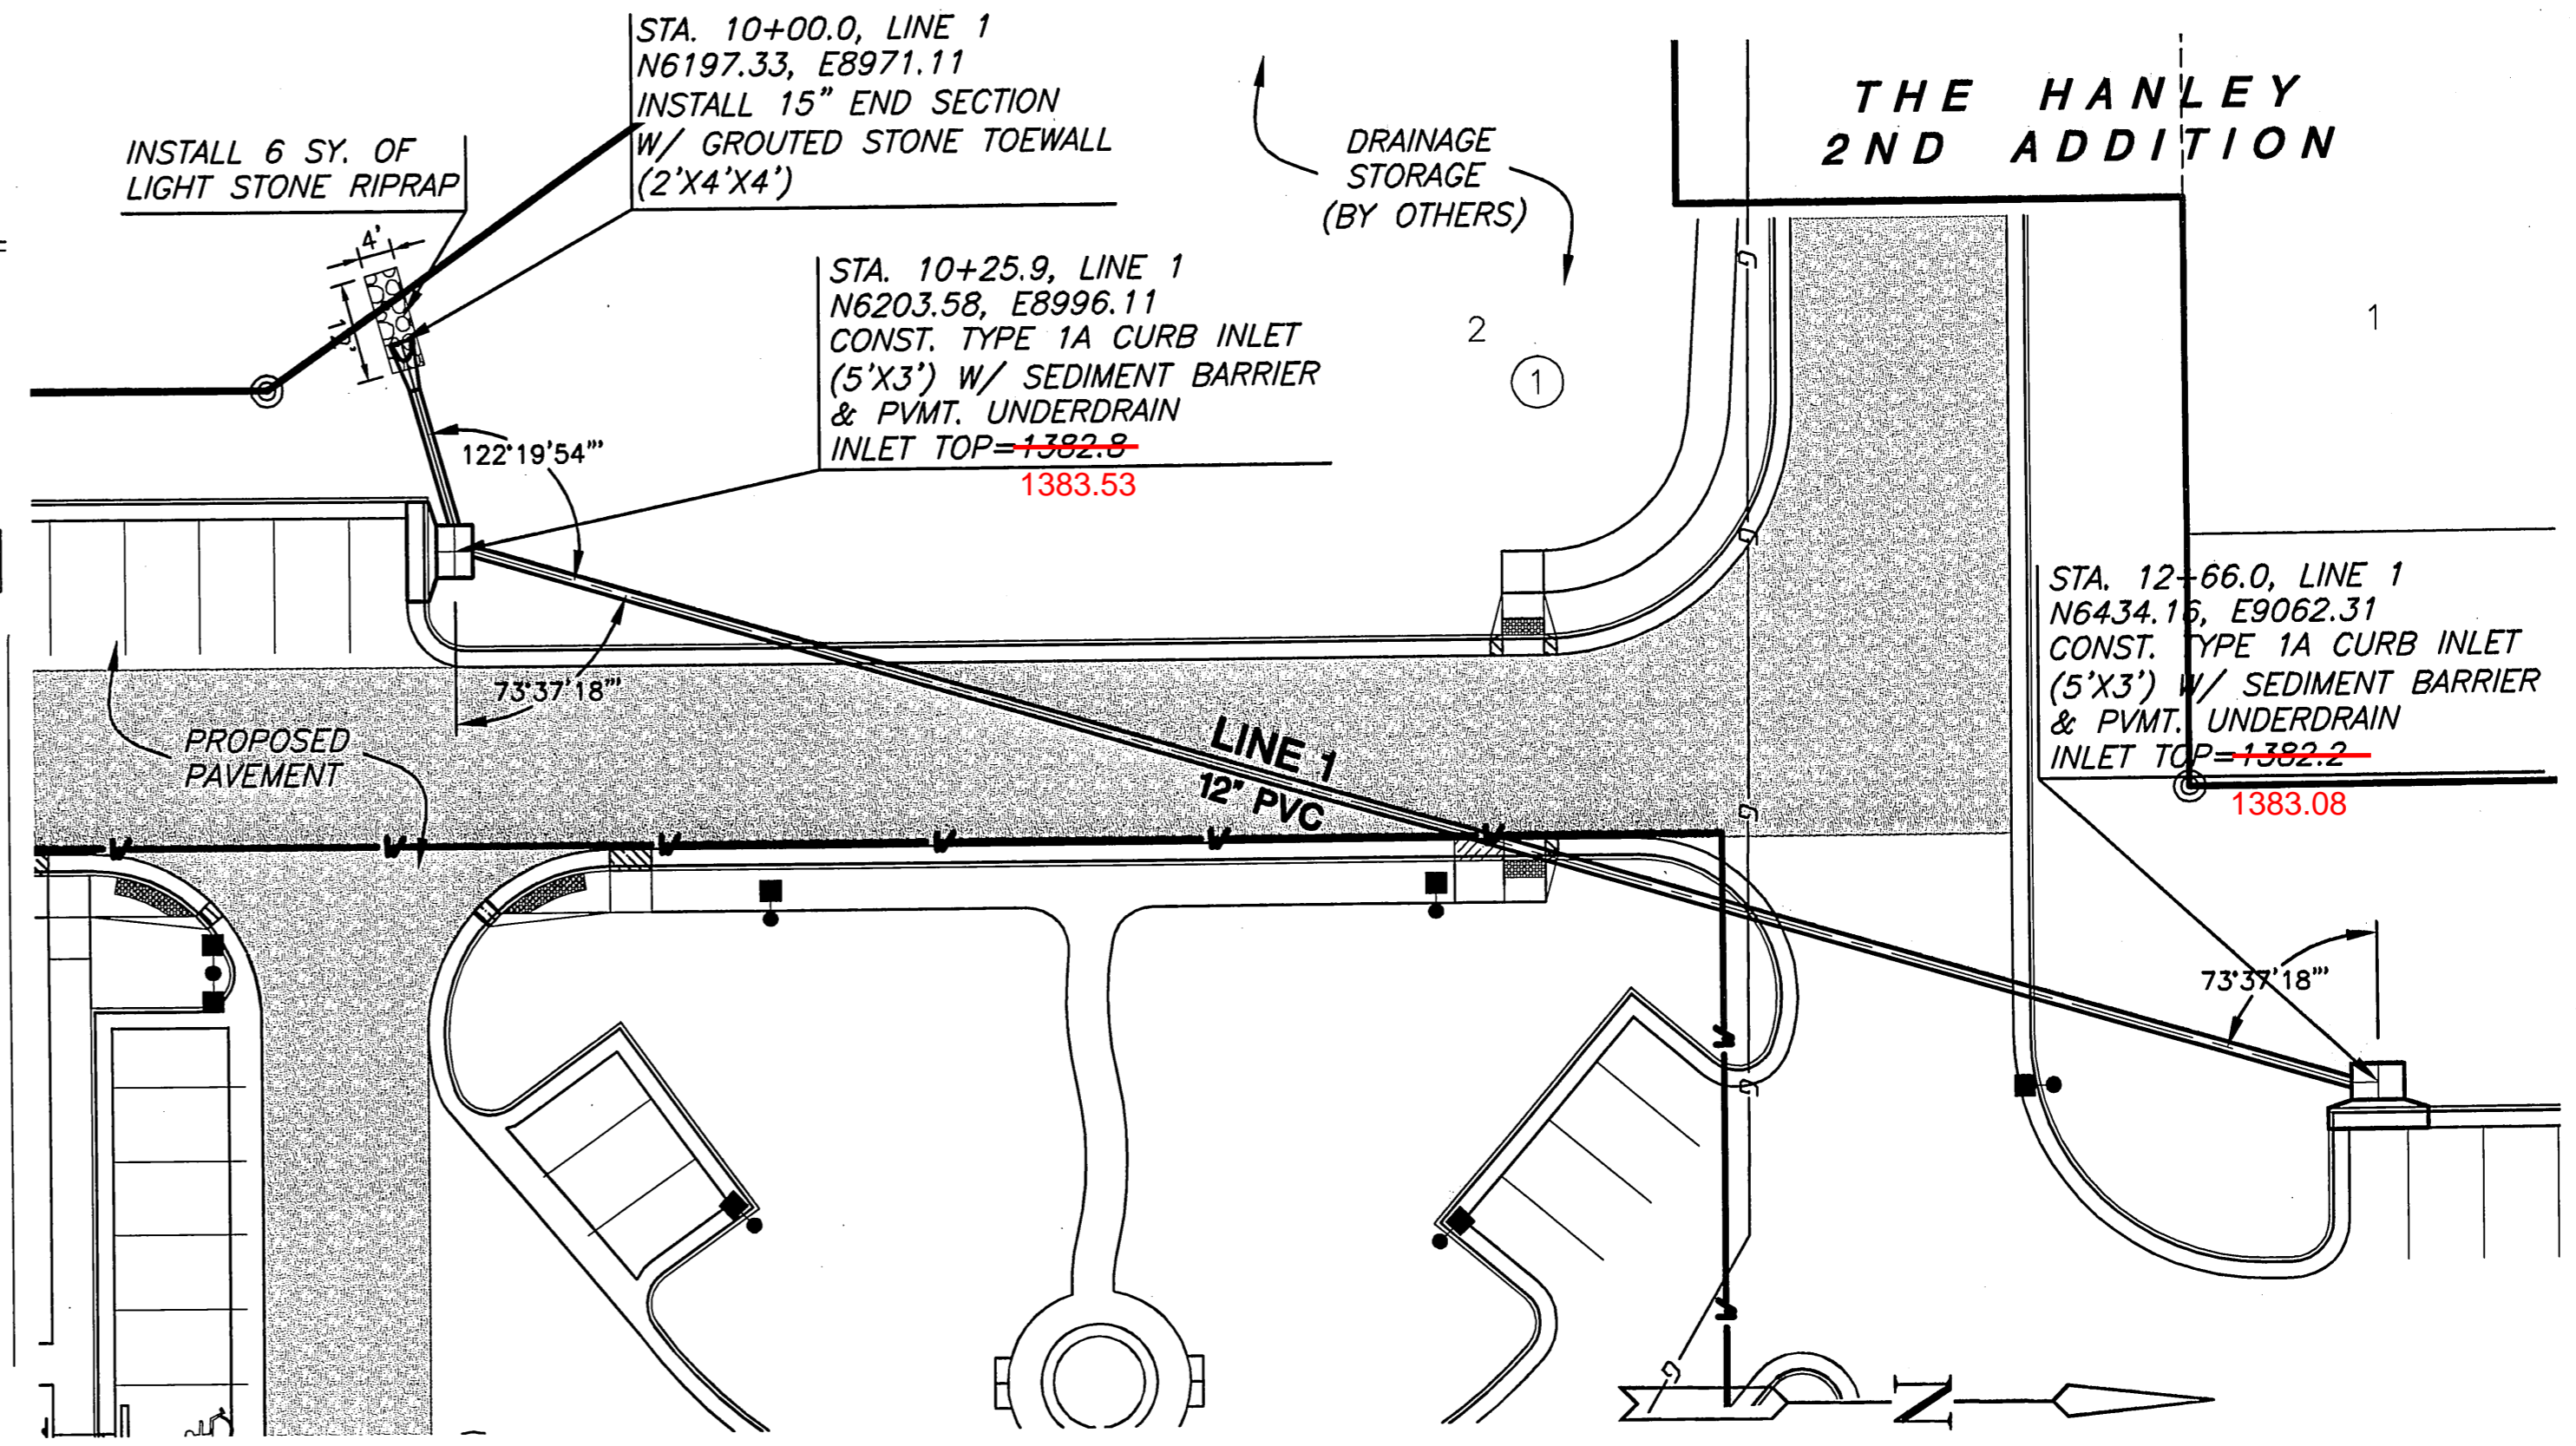 STA. 10+00.0, LINE 1
N6197.33, E8971.11
INSTALL 15" END SECTION
W/ GROUTED STONE TOEWALL
(2'X4'X4')
INSTALL 6 SY. OF
LIGHT STONE RIPRAP
4'
DRAINAGE
STORAGE
(BY OTHERS)
THE HANLEY
2ND ADDITION
STA. 10+25.9, LINE 1
N6203.58, E8996.11
CONST. TYPE 1A CURB INLET
(5'X3') W/ SEDIMENT BARRIER
& PVMT. UNDERDRAIN
INLET TOP=1382.8
1383.53
2
1
1
122°19'54"'
73°37'18"'
PROPOSED
PAVEMENT
LINE 1
12" PVC
STA. 12+66.0, LINE 1
N6434.16, E9062.31
CONST. TYPE 1A CURB INLET
(5'X3') W/ SEDIMENT BARRIER
& PVMT. UNDERDRAIN
INLET TOP=1382.2
1383.08
73°37'18"'
G
G
G
G
G
W
W
W
W
W
W
W
W
N